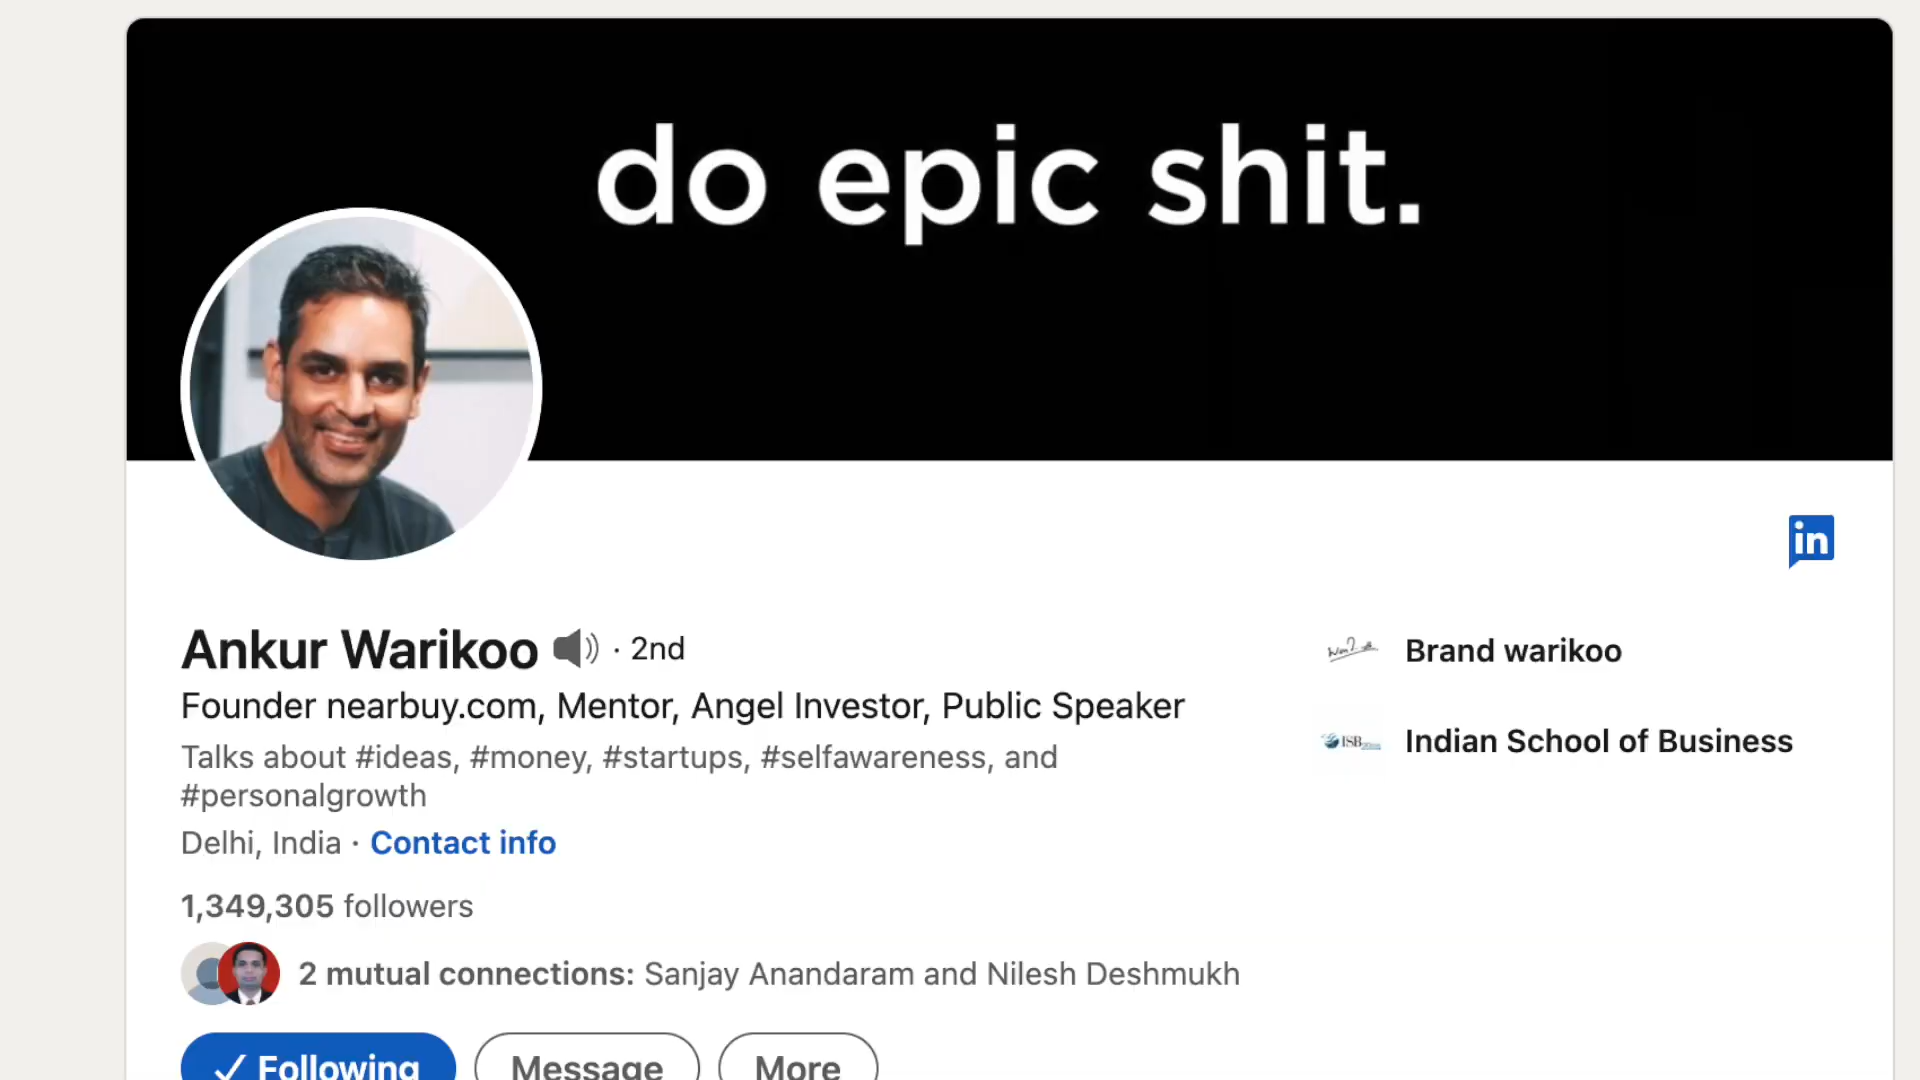 do epic shit.
in
Ankur Warikoo · 2nd
Founder nearbuy.com, Mentor, Angel Investor, Public Speaker
Talks about #ideas, #money, #startups, #selfawareness, and
#personalgrowth
Delhi, India · Contact info
1,349,305 followers
2 mutual connections: Sanjay Anandaram and Nilesh Deshmukh
Following
Message
More
Brand warikoo
ISB
Indian School of Business